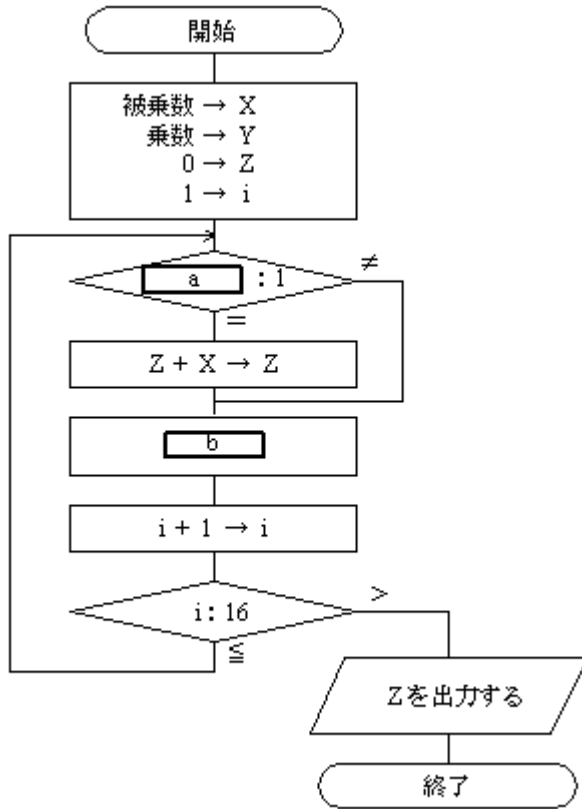 開始
被乗数 → X
乗数 → Y
0 → Z
1 → i
a : 1
≠
=
Z + X → Z
b
i + 1 → i
i : 16
>
≦
Zを出力する
終了